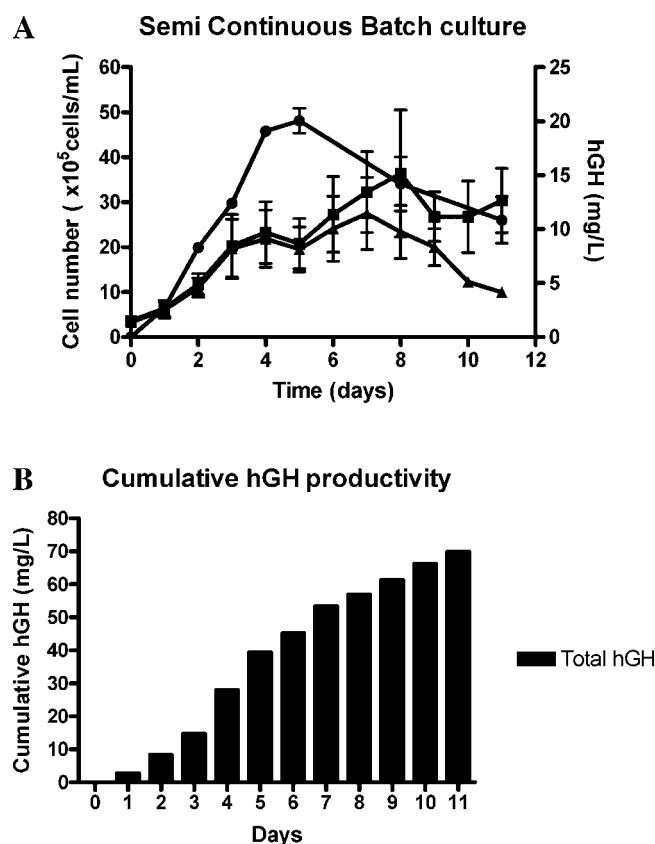 A
Semi Continuous Batch culture
Cell number ( x10⁵cells/mL)
60
50
40
30
20
10
0
hGH (mg/L)
25
20
15
10
5
0
0 2 4 6 8 10 12
Time (days)
B
Cumulative hGH productivity
Cumulative hGH (mg/L)
80
70
60
50
40
30
20
10
0
0 1 2 3 4 5 6 7 8 9 10 11
Days
Total hGH